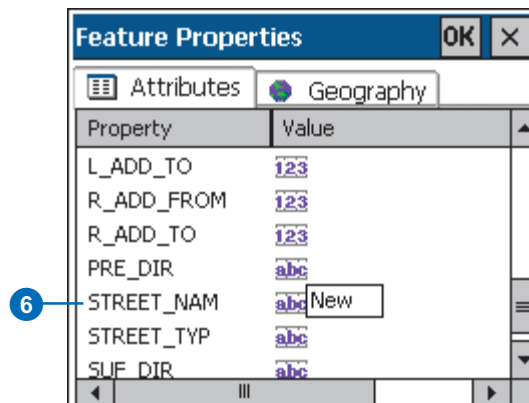 Feature Properties OK ×
Attributes Geography
Property Value
L_ADD_TO 123
R_ADD_FROM 123
R_ADD_TO 123
PRE_DIR abc
6 STREET_NAM abc New
STREET_TYP abc
SUF_DIR abc